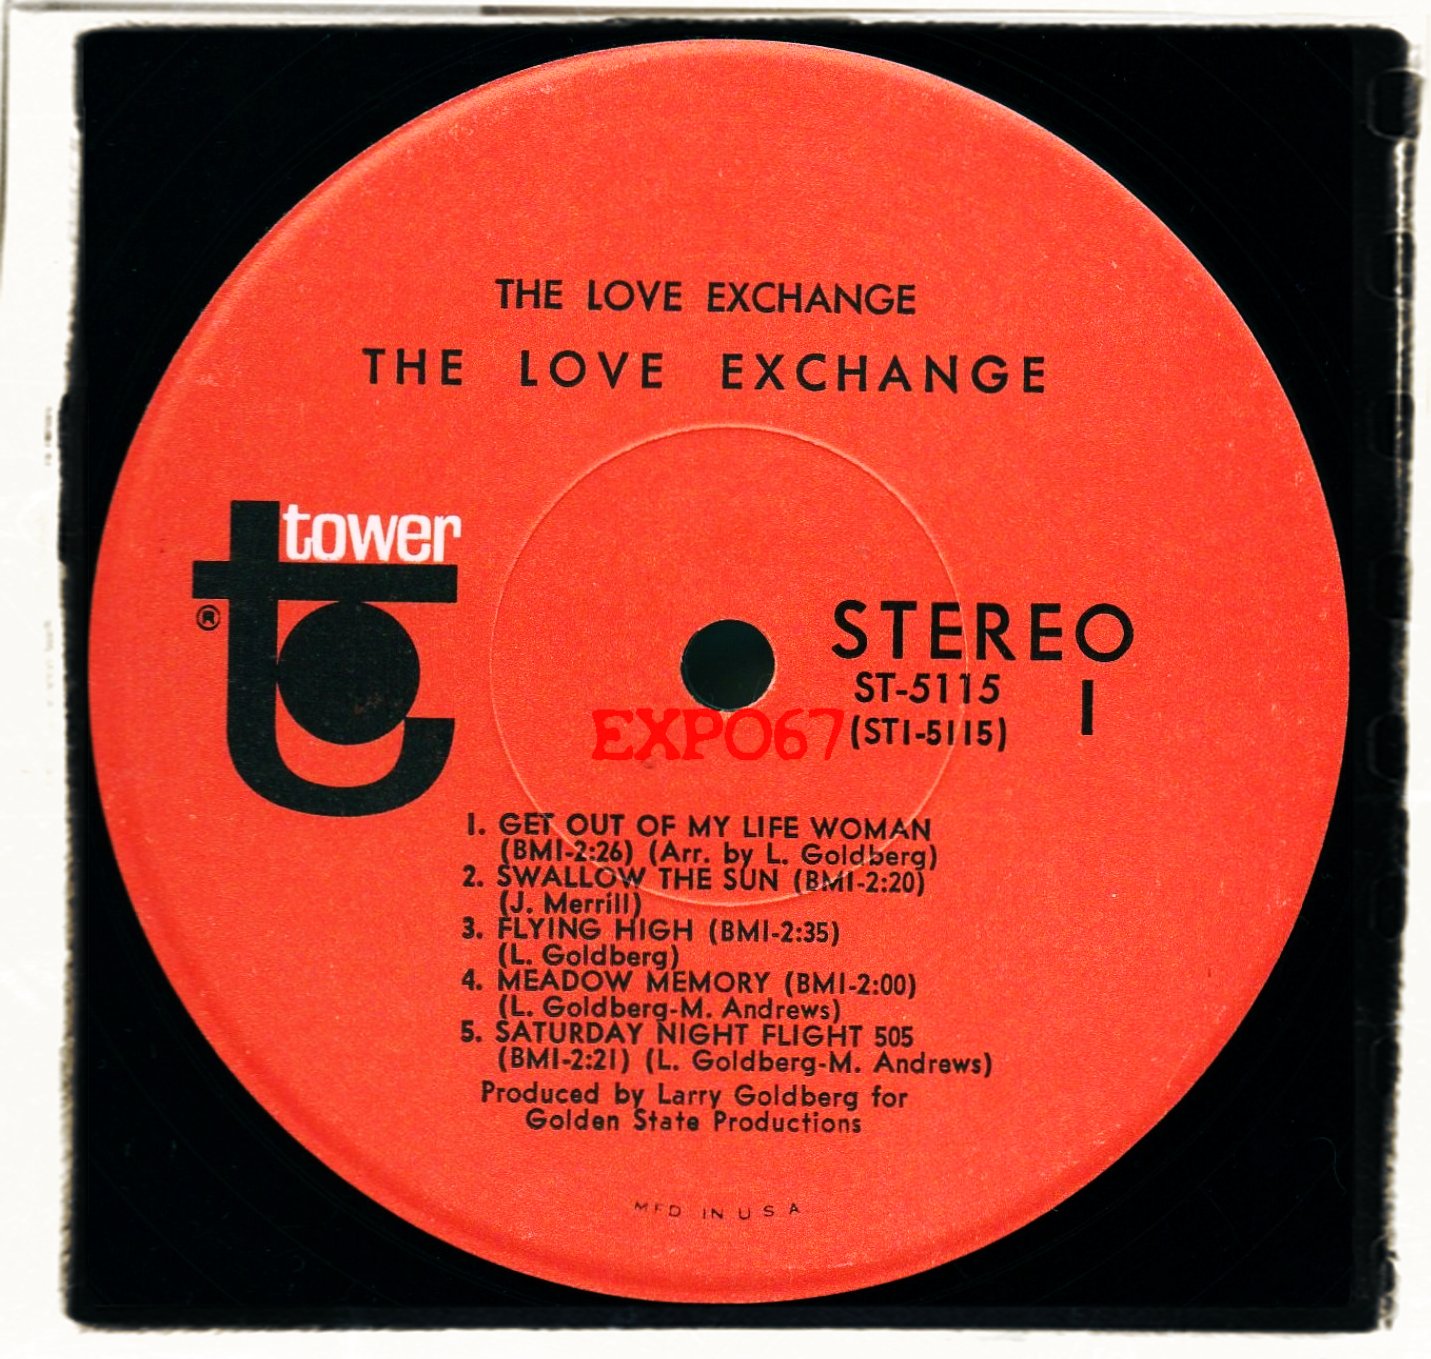 THE LOVE EXCHANGE
THE LOVE EXCHANGE
tower
®
STEREO
ST-5115
1
(ST1-5115)
EXPO67
1. GET OUT OF MY LIFE WOMAN
(BMI-2:26) (Arr. by L. Goldberg)
2. SWALLOW THE SUN (BMI-2:20)
(J. Merrill)
3. FLYING HIGH (BMI-2:35)
(L. Goldberg)
4. MEADOW MEMORY (BMI-2:00)
(L. Goldberg-M. Andrews)
5. SATURDAY NIGHT FLIGHT 505
(BMI-2:21) (L. Goldberg-M. Andrews)
Produced by Larry Goldberg for
Golden State Productions
MFD IN U S A